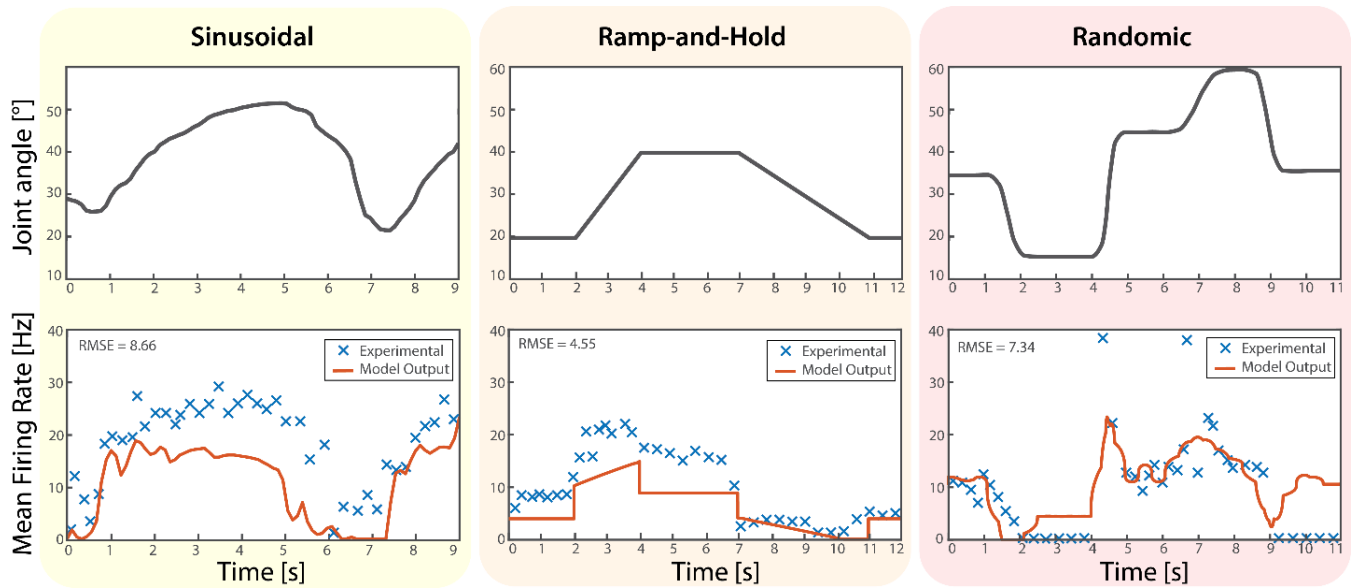 Sinusoidal
Ramp-and-Hold
Randomic
Joint angle [°]
60
50
40
30
20
10
0 1 2 3 4 5 6 7 8 9
60
50
40
30
20
10
0 1 2 3 4 5 6 7 8 9 10 11 12
60
50
40
30
20
10
0 1 2 3 4 5 6 7 8 9 10 11
Mean Firing Rate [Hz]
40
30
20
10
0
RMSE = 8.66
Experimental
Model Output
0 1 2 3 4 5 6 7 8 9
Time [s]
40
30
20
10
0
RMSE = 4.55
Experimental
Model Output
0 1 2 3 4 5 6 7 8 9 10 11 12
Time [s]
40
30
20
10
0
RMSE = 7.34
Experimental
Model Output
0 1 2 3 4 5 6 7 8 9 10 11
Time [s]